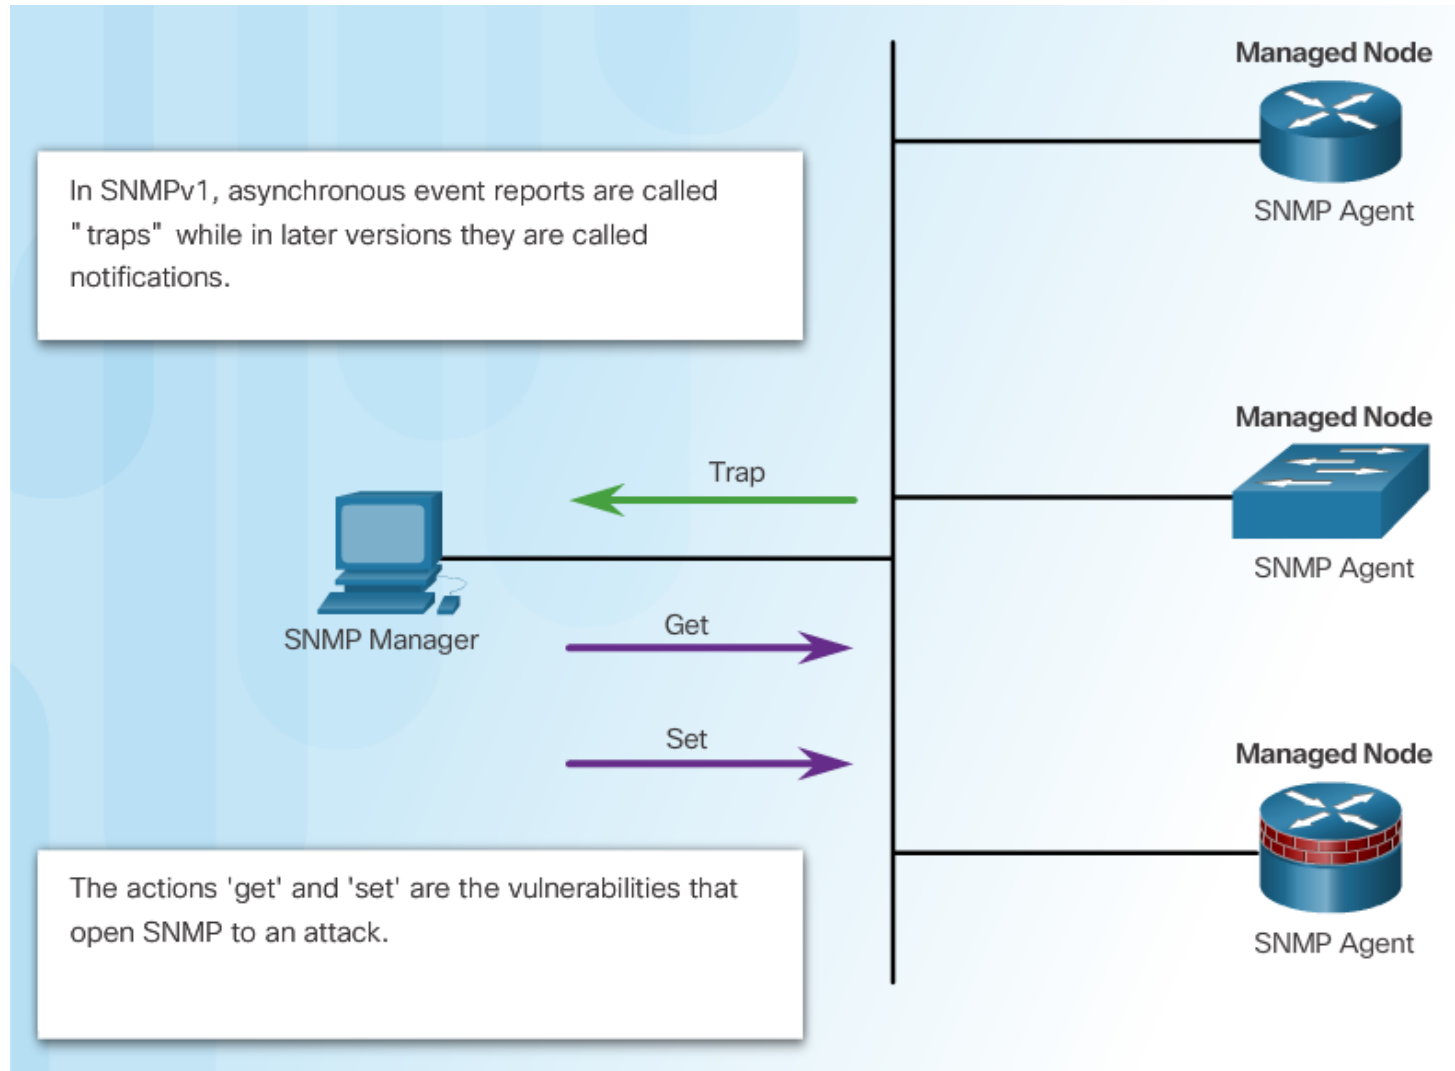 Managed Node
SNMP Agent
In SNMPv1, asynchronous event reports are called
"traps" while in later versions they are called
notifications.
Managed Node
SNMP Agent
Trap
SNMP Manager
Get
Set
Managed Node
SNMP Agent
The actions 'get' and 'set' are the vulnerabilities that
open SNMP to an attack.